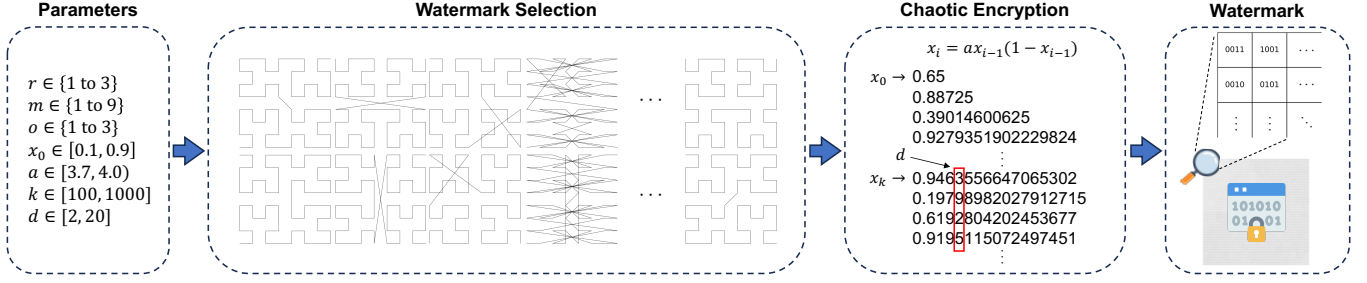 Parameters
r ∈ {1 to 3}
m ∈ {1 to 9}
o ∈ {1 to 3}
x₀ ∈ [0.1, 0.9]
a ∈ [3.7, 4.0)
k ∈ [100, 1000]
d ∈ [2, 20]
Watermark Selection
...
...
Chaotic Encryption
xᵢ = axᵢ₋₁(1 − xᵢ₋₁)
x₀ → 0.65
0.88725
0.39014600625
0.9279351902229824
⋮
d
xₖ → 0.9463556647065302
0.19798982027912715
0.6192804202453677
0.9195115072497451
⋮
Watermark
0011 1001 ···
0010 0101 ···
⋮ ⋮ ⋱
101010
01 01